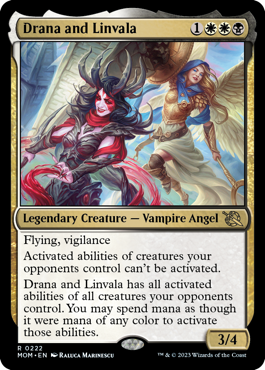 Drana and Linvala 1
Legendary Creature — Vampire Angel
Flying, vigilance
Activated abilities of creatures your
opponents control can't be activated.
Drana and Linvala has all activated
abilities of all creatures your opponents
control. You may spend mana as though
it were mana of any color to activate
those abilities.
3/4
R 0222
MOM • EN RALUCA MARINESCU ™ & © 2023 Wizards of the Coast